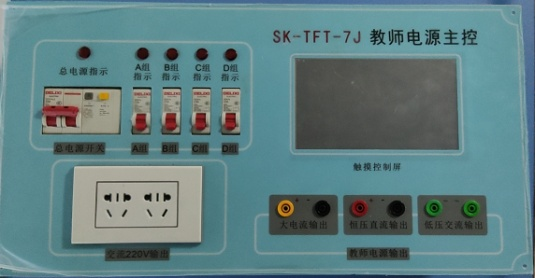 SK-TFT-7J 教师电源主控
总电源指示
A组指示
B组指示
C组指示
D组指示
DELIXI
DELIXI
DELIXI
DELIXI
总电源开关
A组
B组
C组
D组
触摸控制屏
大电流输出
恒压直流输出
低压交流输出
交流220V输出
教师电源输出